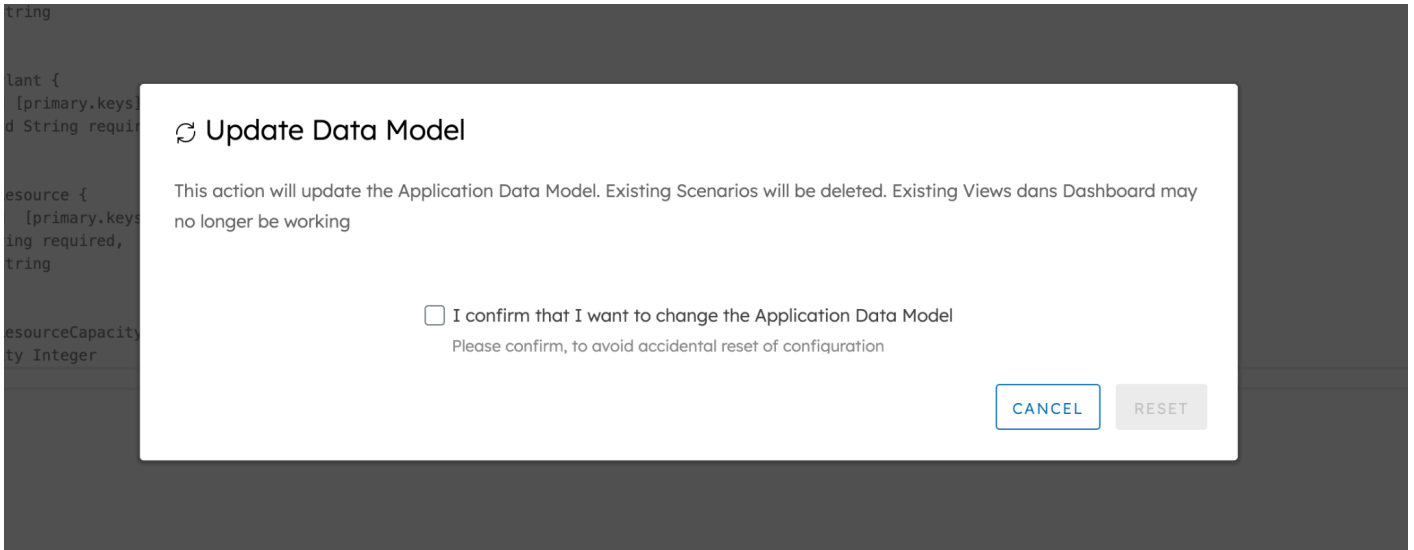 tring
lant {
[primary.keys]
d String requir
esource {
[primary.keys
ing required,
tring
esourceCapacity
ty Integer
Update Data Model
This action will update the Application Data Model. Existing Scenarios will be deleted. Existing Views dans Dashboard may
no longer be working
I confirm that I want to change the Application Data Model
Please confirm, to avoid accidental reset of configuration
CANCEL RESET